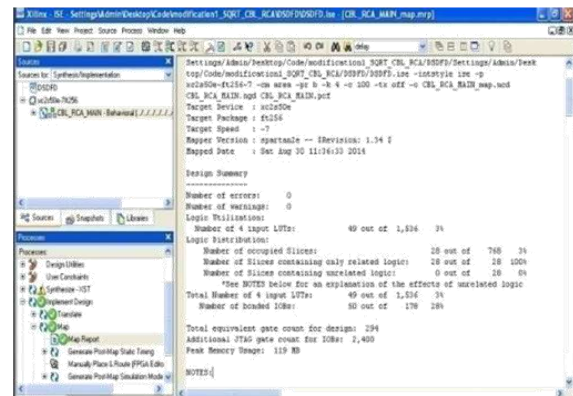 Xilinx - ISE - Settings\Admin\Desktop\Code\modification1_SQRT_CBL_RCA\DSDFD\DSDFD.ise - [CBL_RCA_MAIN_map.mrp]
File Edit View Project Source Process Window Help
delay
Sources
Sources for: Synthesis/Implementation
DSDFD
xc2s50e-7ft256
CBL_RCA_MAIN - Behavioral
Sources Snapshots Libraries
Processes
Processes:
Design Utilities
User Constraints
Synthesize - XST
Implement Design
Translate
Map
Map Report
Generate Post-Map Static Timing
Manually Place & Route (FPGA Edito
Generate Post-Map Simulation Mode
Settings/Admin/Desktop/Code/modification1_SQRT_CBL_RCA/DSDFD/Settings/Admin/Desk
top/Code/modification1_SQRT_CBL_RCA/DSDFD/DSDFD.ise -intstyle ise -p
xc2s50e-ft256-7 -cm area -pr b -k 4 -c 100 -tx off -o CBL_RCA_MAIN_map.ncd
CBL_RCA_MAIN.ngd CBL_RCA_MAIN.pcf
Target Device : xc2s50e
Target Package : ft256
Target Speed : -7
Mapper Version : spartan2e -- $Revision: 1.34 $
Mapped Date : Sat Aug 30 11:36:33 2014
Design Summary
--------------
Number of errors: 0
Number of warnings: 0
Logic Utilization:
Number of 4 input LUTs: 49 out of 1,536 3%
Logic Distribution:
Number of occupied Slices: 28 out of 768 3%
Number of Slices containing only related logic: 28 out of 28 100%
Number of Slices containing unrelated logic: 0 out of 28 0%
*See NOTES below for an explanation of the effects of unrelated logic
Total Number of 4 input LUTs: 49 out of 1,536 3%
Number of bonded IOBs: 50 out of 178 28%
Total equivalent gate count for design: 294
Additional JTAG gate count for IOBs: 2,400
Peak Memory Usage: 119 MB
NOTES: